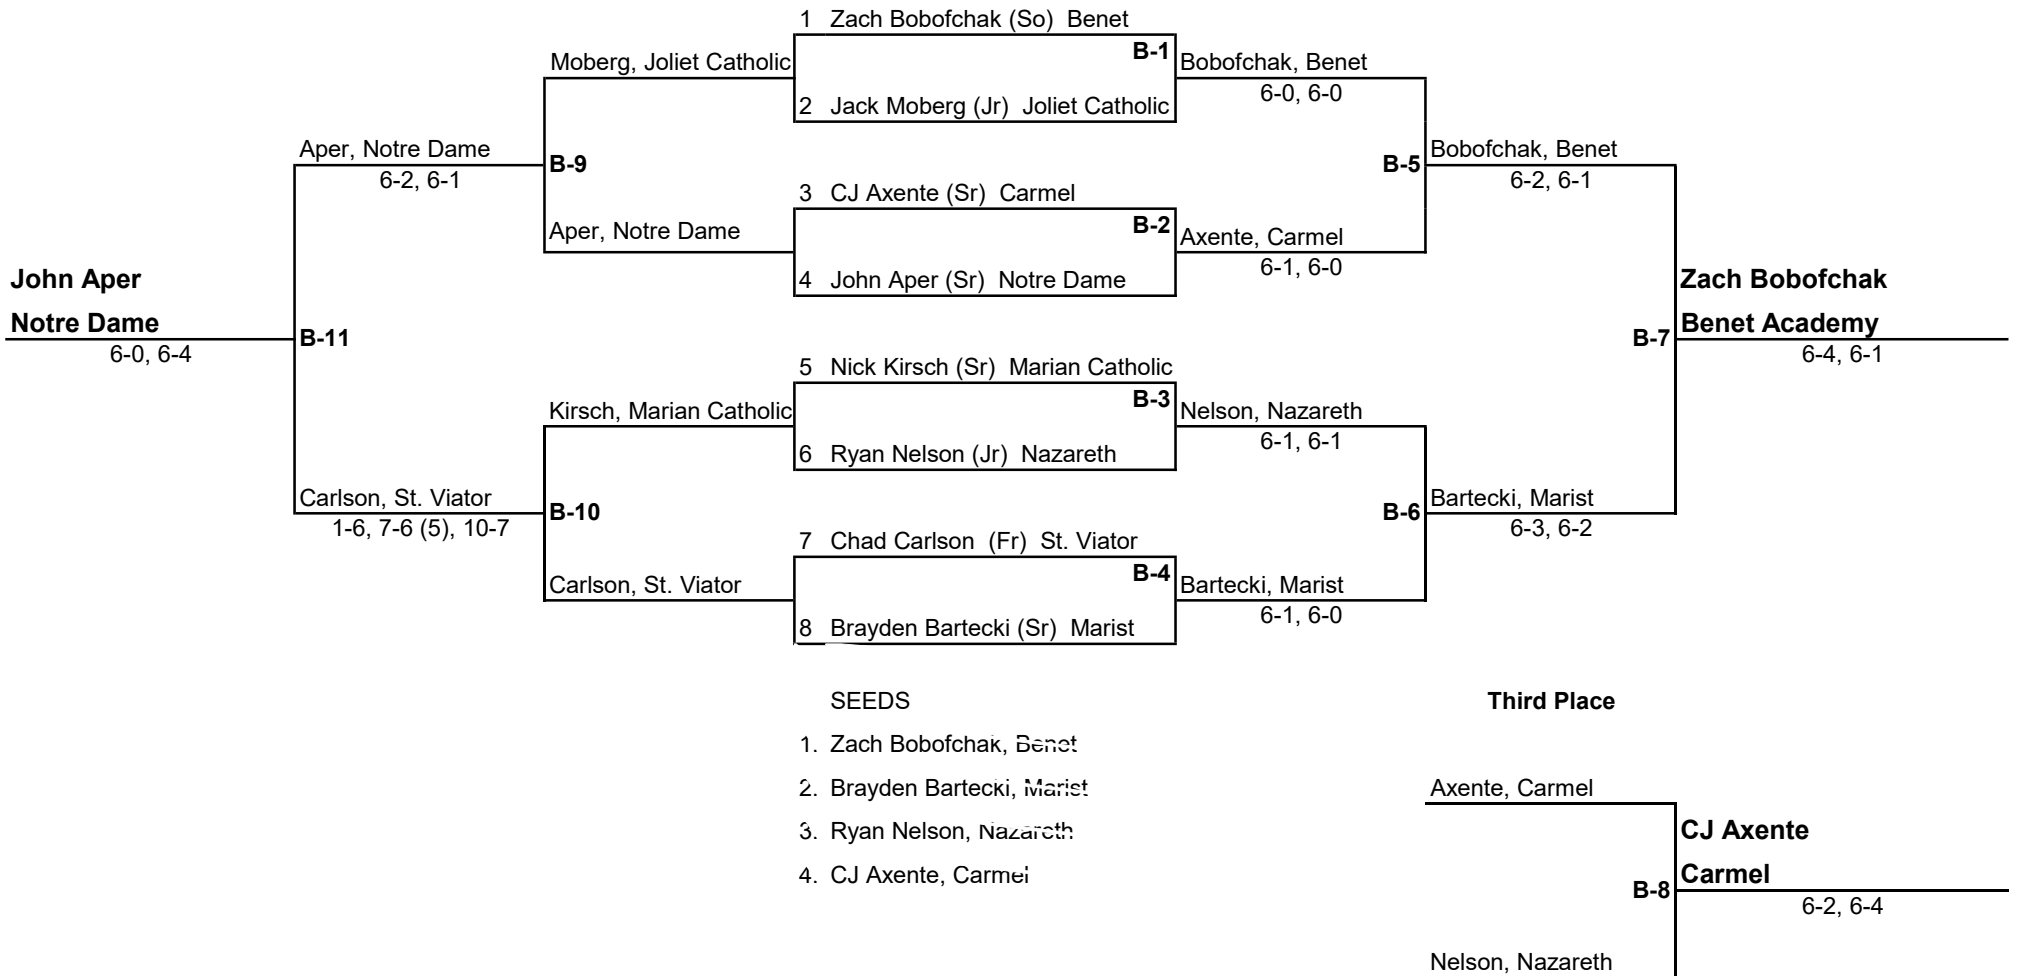 1 Zach Bobofchak (So) Benet
B-1
Moberg, Joliet Catholic
Bobofchak, Benet
6-0, 6-0
2 Jack Moberg (Jr) Joliet Catholic
Aper, Notre Dame
6-2, 6-1
B-9
B-5
Bobofchak, Benet
6-2, 6-1
3 CJ Axente (Sr) Carmel
B-2
Aper, Notre Dame
Axente, Carmel
6-1, 6-0
4 John Aper (Sr) Notre Dame
John Aper
Notre Dame
6-0, 6-4
B-11
B-7
Zach Bobofchak
Benet Academy
6-4, 6-1
5 Nick Kirsch (Sr) Marian Catholic
B-3
Kirsch, Marian Catholic
Nelson, Nazareth
6-1, 6-1
6 Ryan Nelson (Jr) Nazareth
Carlson, St. Viator
1-6, 7-6 (5), 10-7
B-10
B-6
Bartecki, Marist
6-3, 6-2
7 Chad Carlson (Fr) St. Viator
B-4
Carlson, St. Viator
Bartecki, Marist
6-1, 6-0
8 Brayden Bartecki (Sr) Marist
SEEDS
1. Zach Bobofchak, Benet
2. Brayden Bartecki, Marist
3. Ryan Nelson, Nazareth
4. CJ Axente, Carmel
Third Place
Axente, Carmel
CJ Axente
Carmel
B-8
6-2, 6-4
Nelson, Nazareth